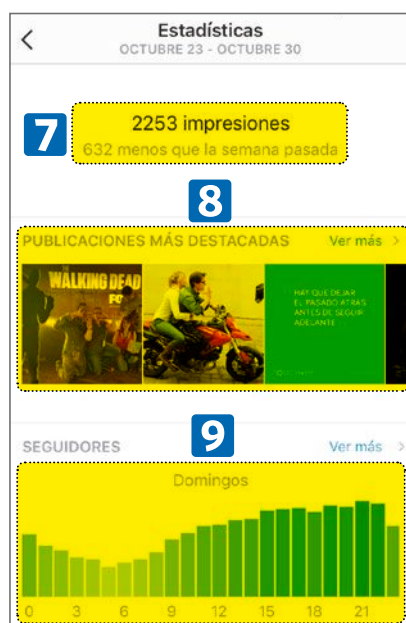 Estadísticas
OCTUBRE 23 - OCTUBRE 30
7
2253 impresiones
632 menos que la semana pasada
8
PUBLICACIONES MÁS DESTACADAS Ver más >
THE
WALKING DEAD
FO
HAY QUE DEJAR
EL PASADO ATRÁS
ANTES DE SEGUIR
ADELANTE
SEGUIDORES 9 Ver más >
Domingos
0 3 6 9 12 15 18 21